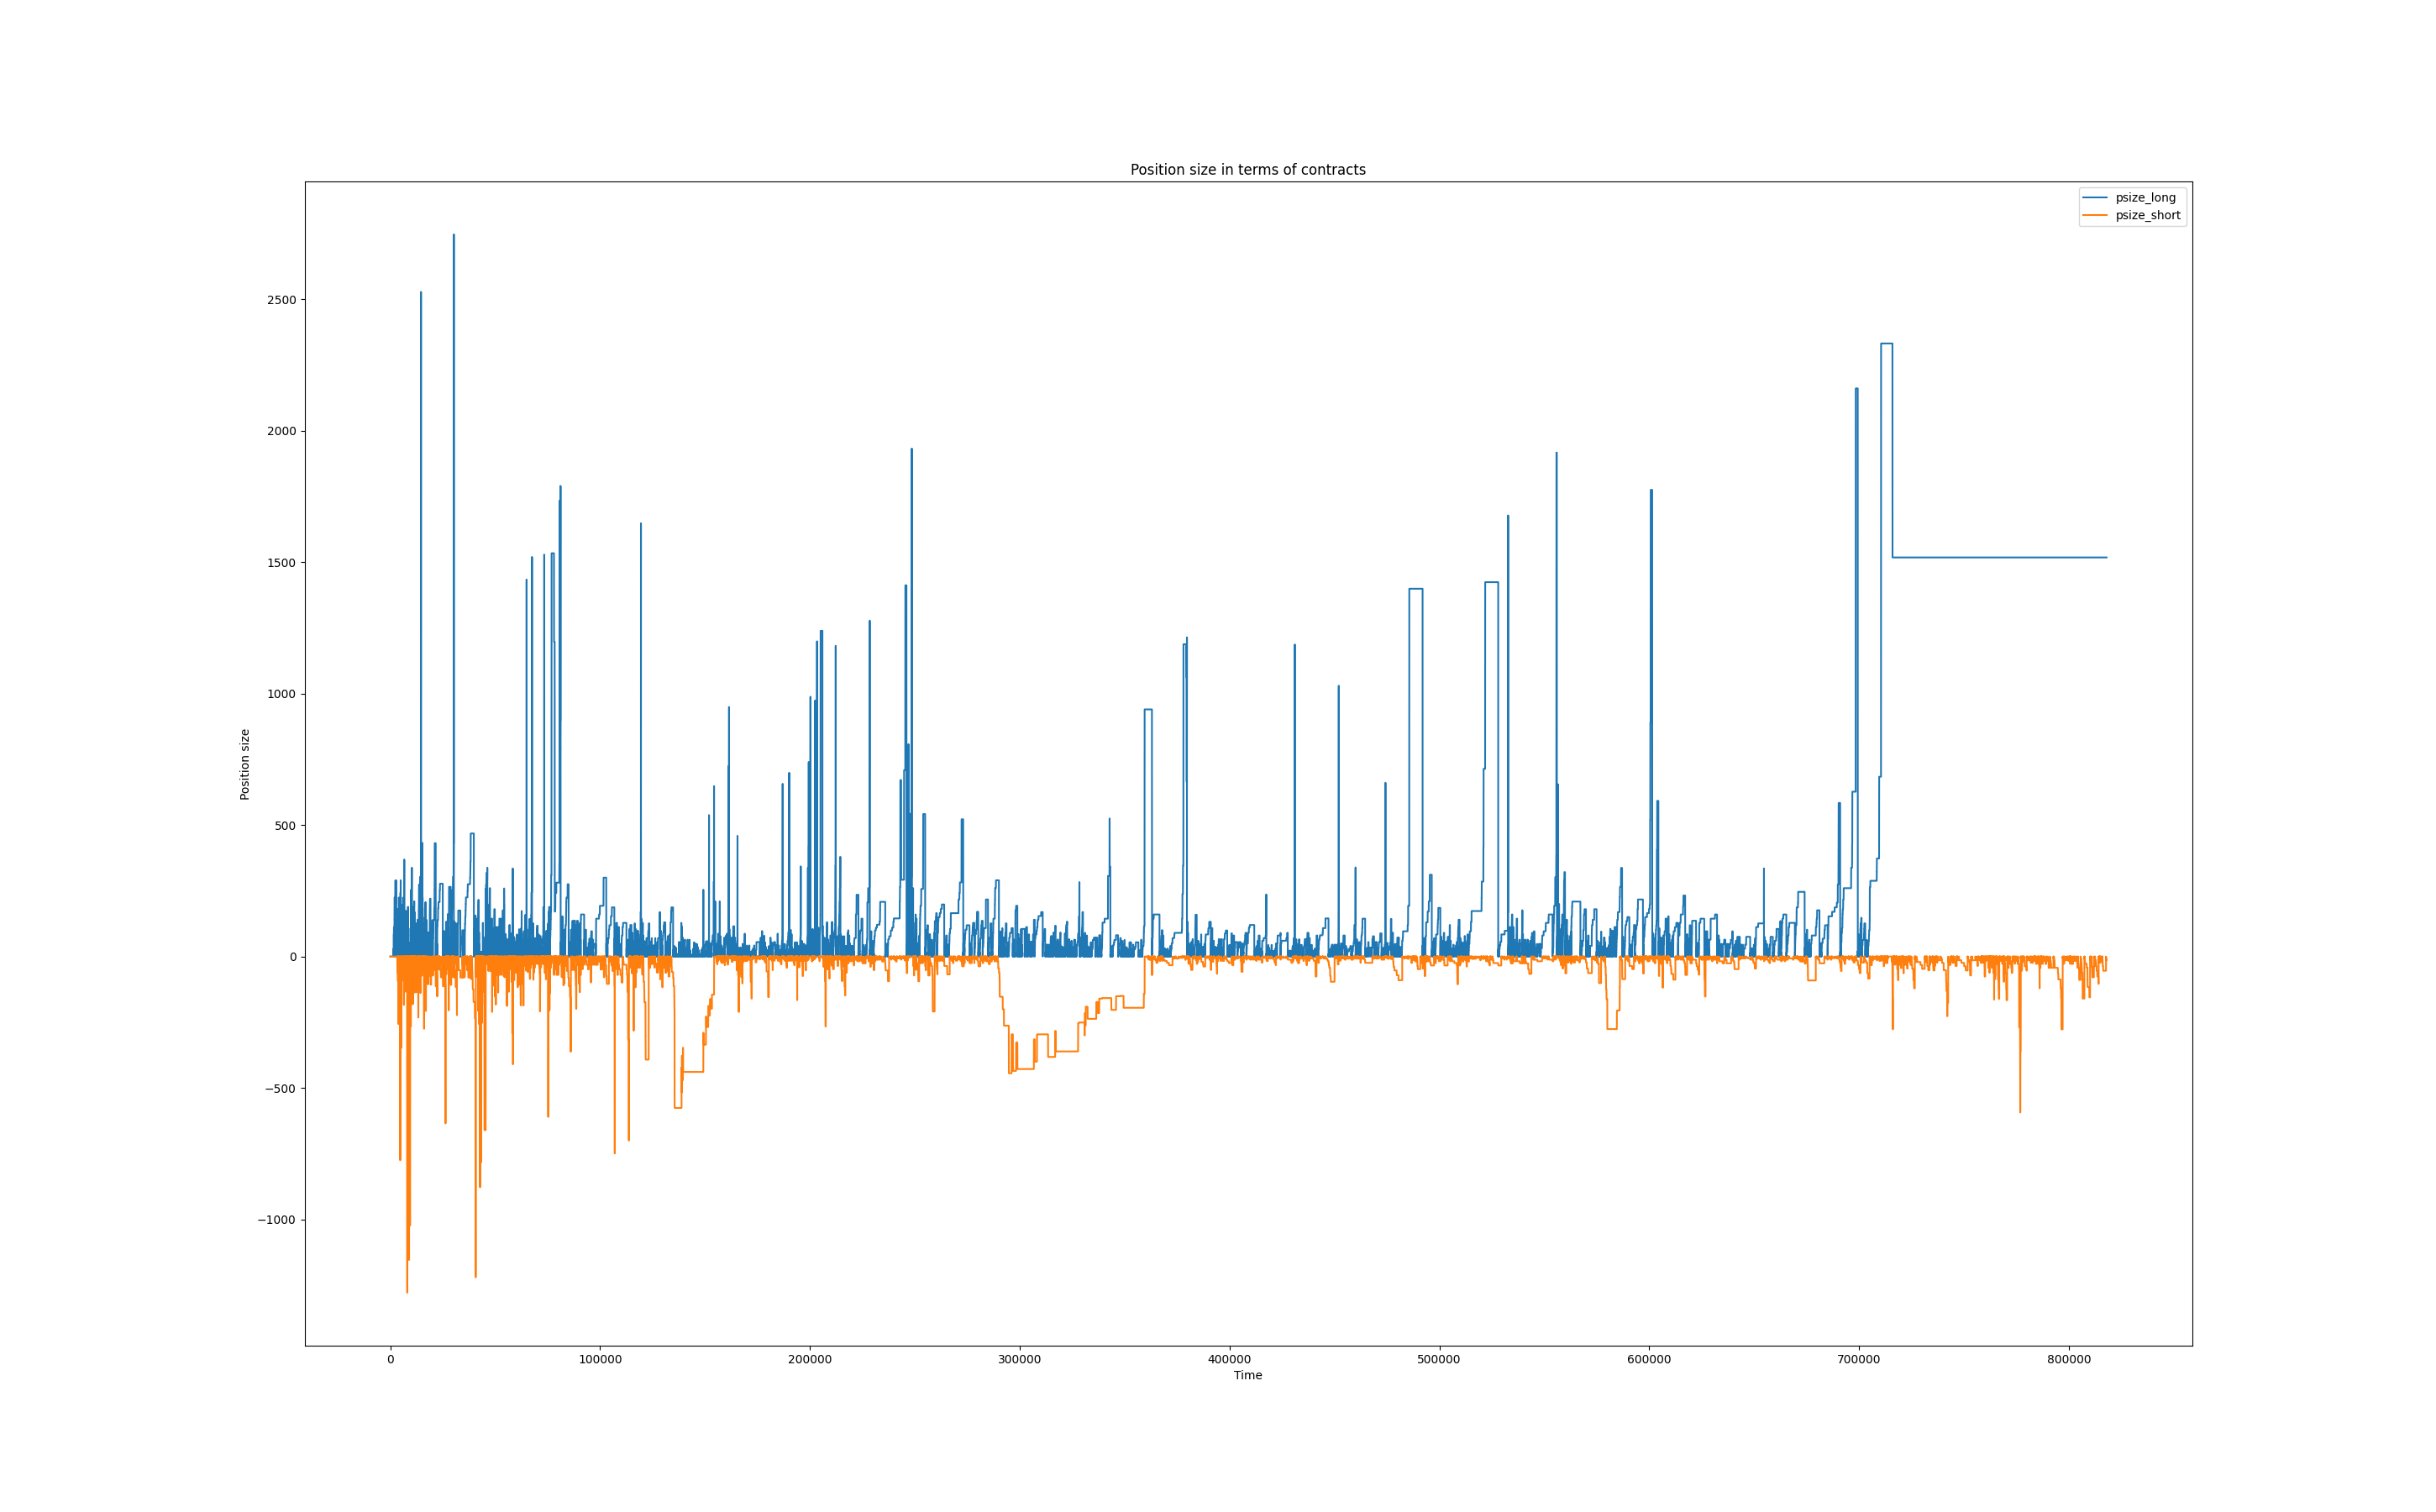 Position size in terms of contracts
psize_long
psize_short
2500
2000
1500
1000
500
0
−500
−1000
Position size
0 100000 200000 300000 400000 500000 600000 700000 800000
Time